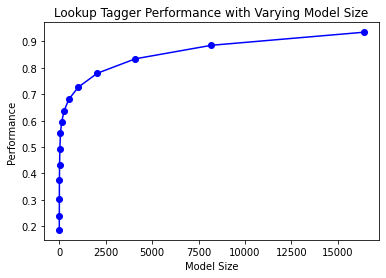 Lookup Tagger Performance with Varying Model Size
0.9
0.8
0.7
0.6
0.5
0.4
0.3
0.2
Performance
0 2500 5000 7500 10000 12500 15000
Model Size